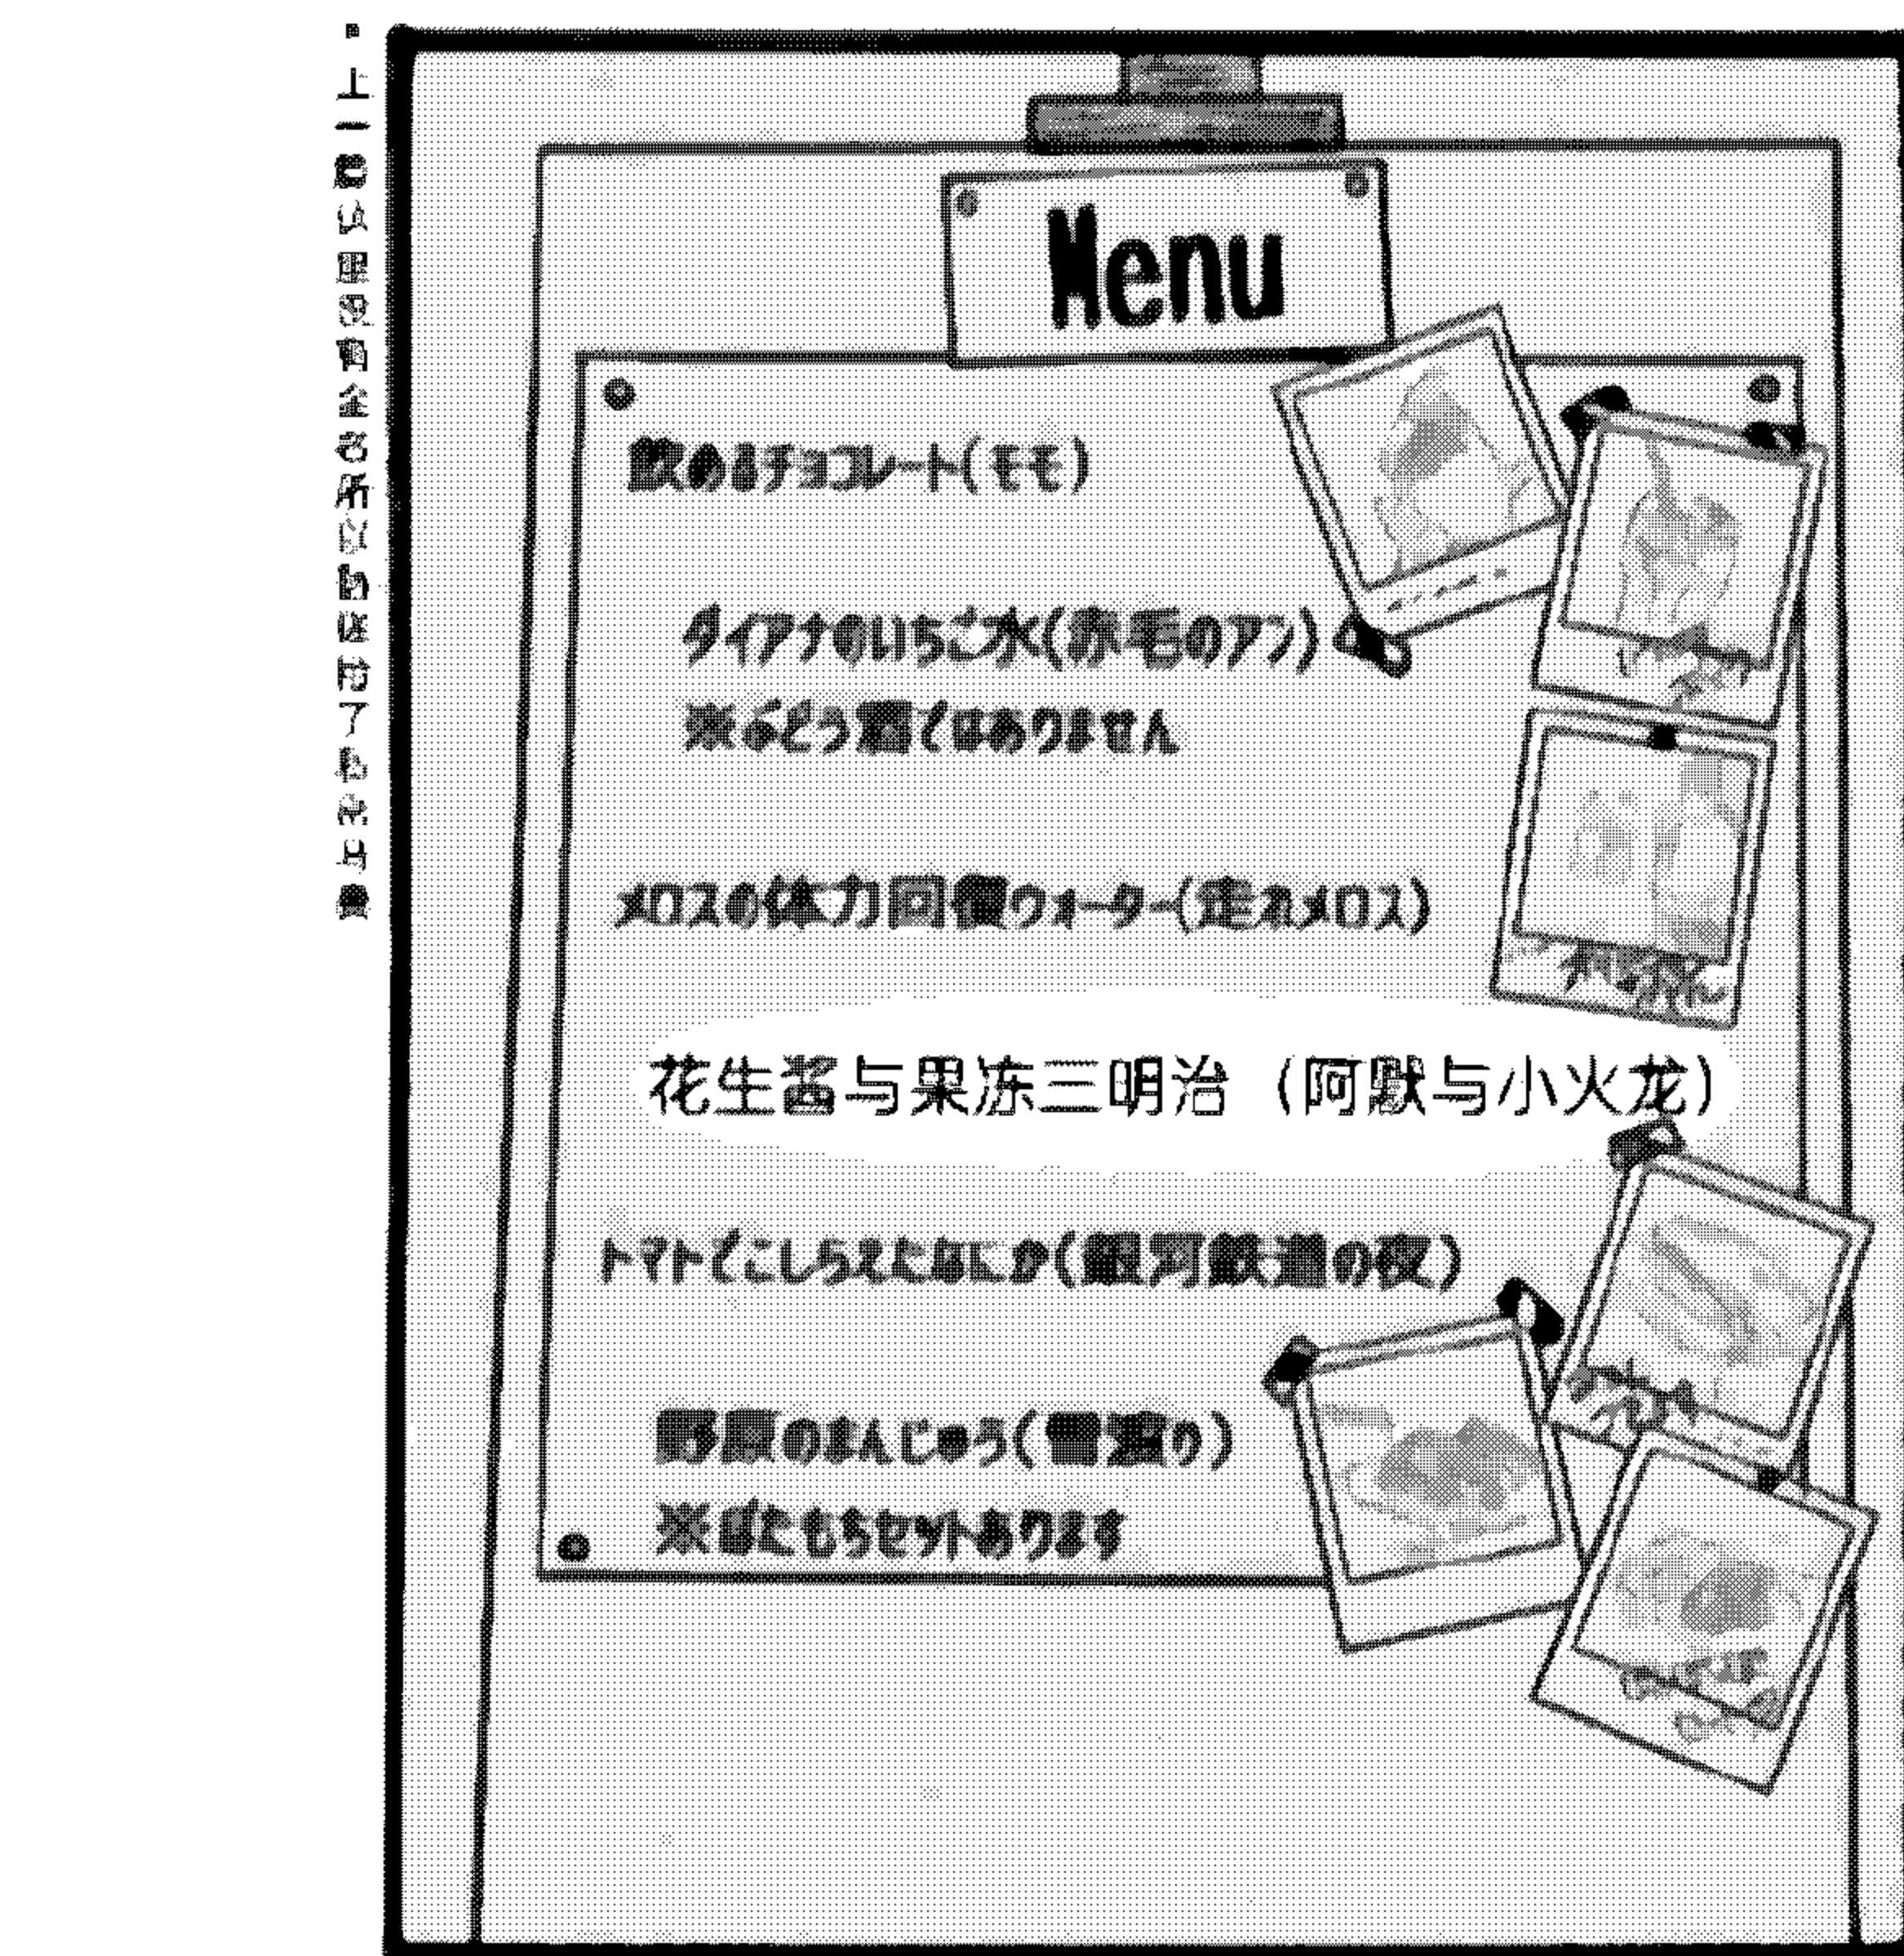 Menu
飲めるチョコレート(モモ)
ダイアナのいちご水(赤毛のアン)
※ぶどう酒ではありません
メロスの体力回復ウォーター(走れメロス)
花生酱与果冻三明治（阿默与小火龙）
トマトでこしらえたなにか(銀河鉄道の夜)
野原のまんじゅう(雪渡り)
※ぼたもちセットあります